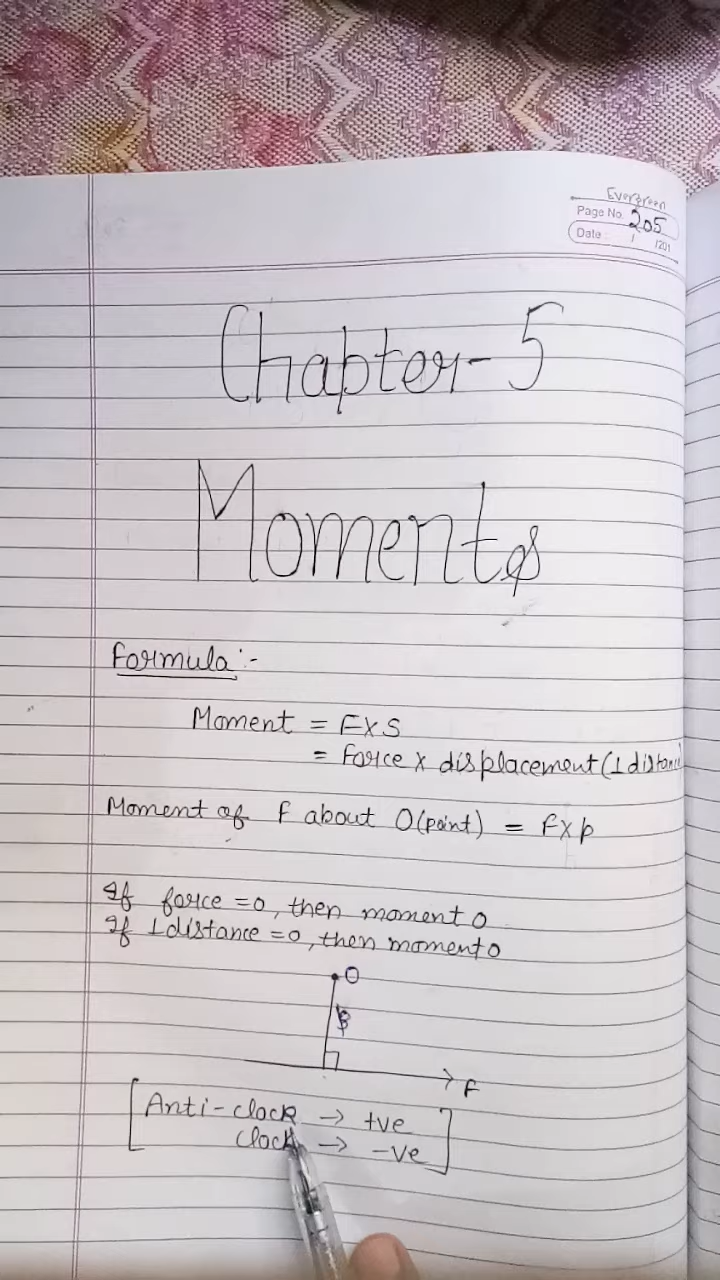 Evergreen
Page No. 205
Date : / /201
Chapter-5
Moments
Formula :-
Moment = F×S
= Force × displacement (⊥ distance)
Moment of F about O(point) = F×p
If force = 0, then moment 0
If ⊥ distance = 0, then moment 0
O
p
F
[Anti-clock → +ve
clock → -ve]